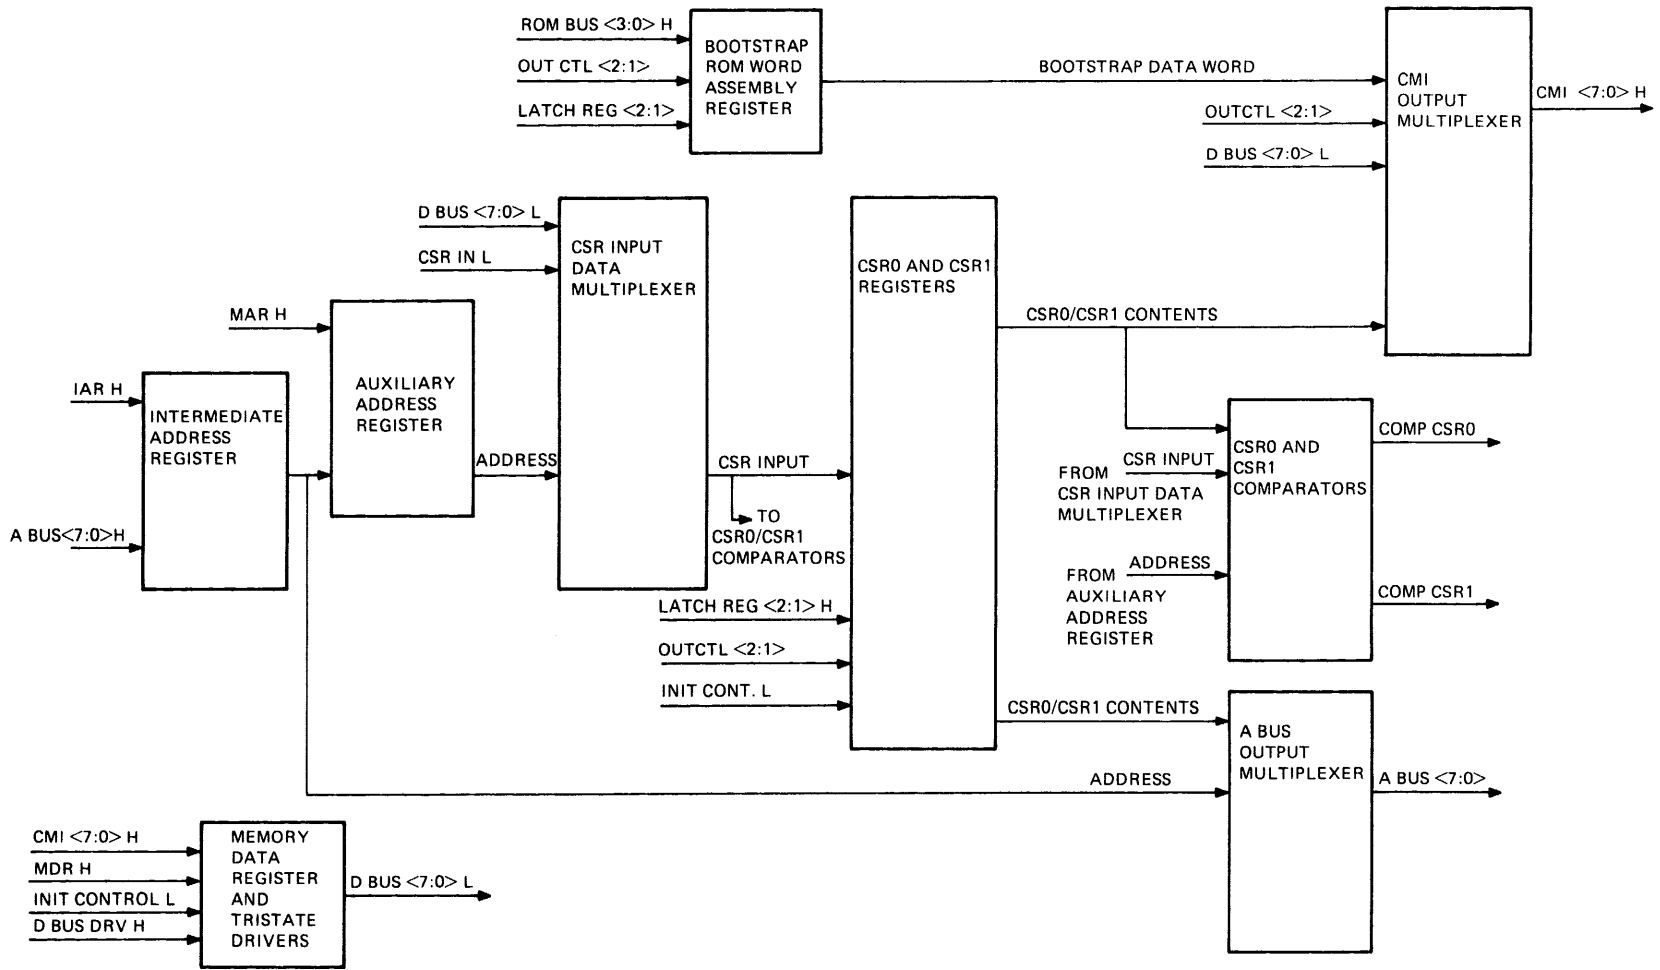 ROM BUS <3:0> H
OUT CTL <2:1>
LATCH REG <2:1>
BOOTSTRAP
ROM WORD
ASSEMBLY
REGISTER
BOOTSTRAP DATA WORD
OUTCTL <2:1>
D BUS <7:0> L
CMI
OUTPUT
MULTIPLEXER
CMI <7:0> H
D BUS <7:0> L
CSR IN L
CSR INPUT
DATA
MULTIPLEXER
MAR H
AUXILIARY
ADDRESS
REGISTER
ADDRESS
IAR H
A BUS<7:0>H
INTERMEDIATE
ADDRESS
REGISTER
CSR INPUT
TO
CSR0/CSR1
COMPARATORS
CSR0 AND CSR1
REGISTERS
LATCH REG <2:1> H
OUTCTL <2:1>
INIT CONT. L
CSR0/CSR1 CONTENTS
CSR INPUT
FROM
CSR INPUT DATA
MULTIPLEXER
ADDRESS
FROM
AUXILIARY
ADDRESS
REGISTER
CSR0 AND
CSR1
COMPARATORS
COMP CSR0
COMP CSR1
CSR0/CSR1 CONTENTS
ADDRESS
A BUS
OUTPUT
MULTIPLEXER
A BUS <7:0>
CMI <7:0> H
MDR H
INIT CONTROL L
D BUS DRV H
MEMORY
DATA
REGISTER
AND
TRISTATE
DRIVERS
D BUS <7:0> L